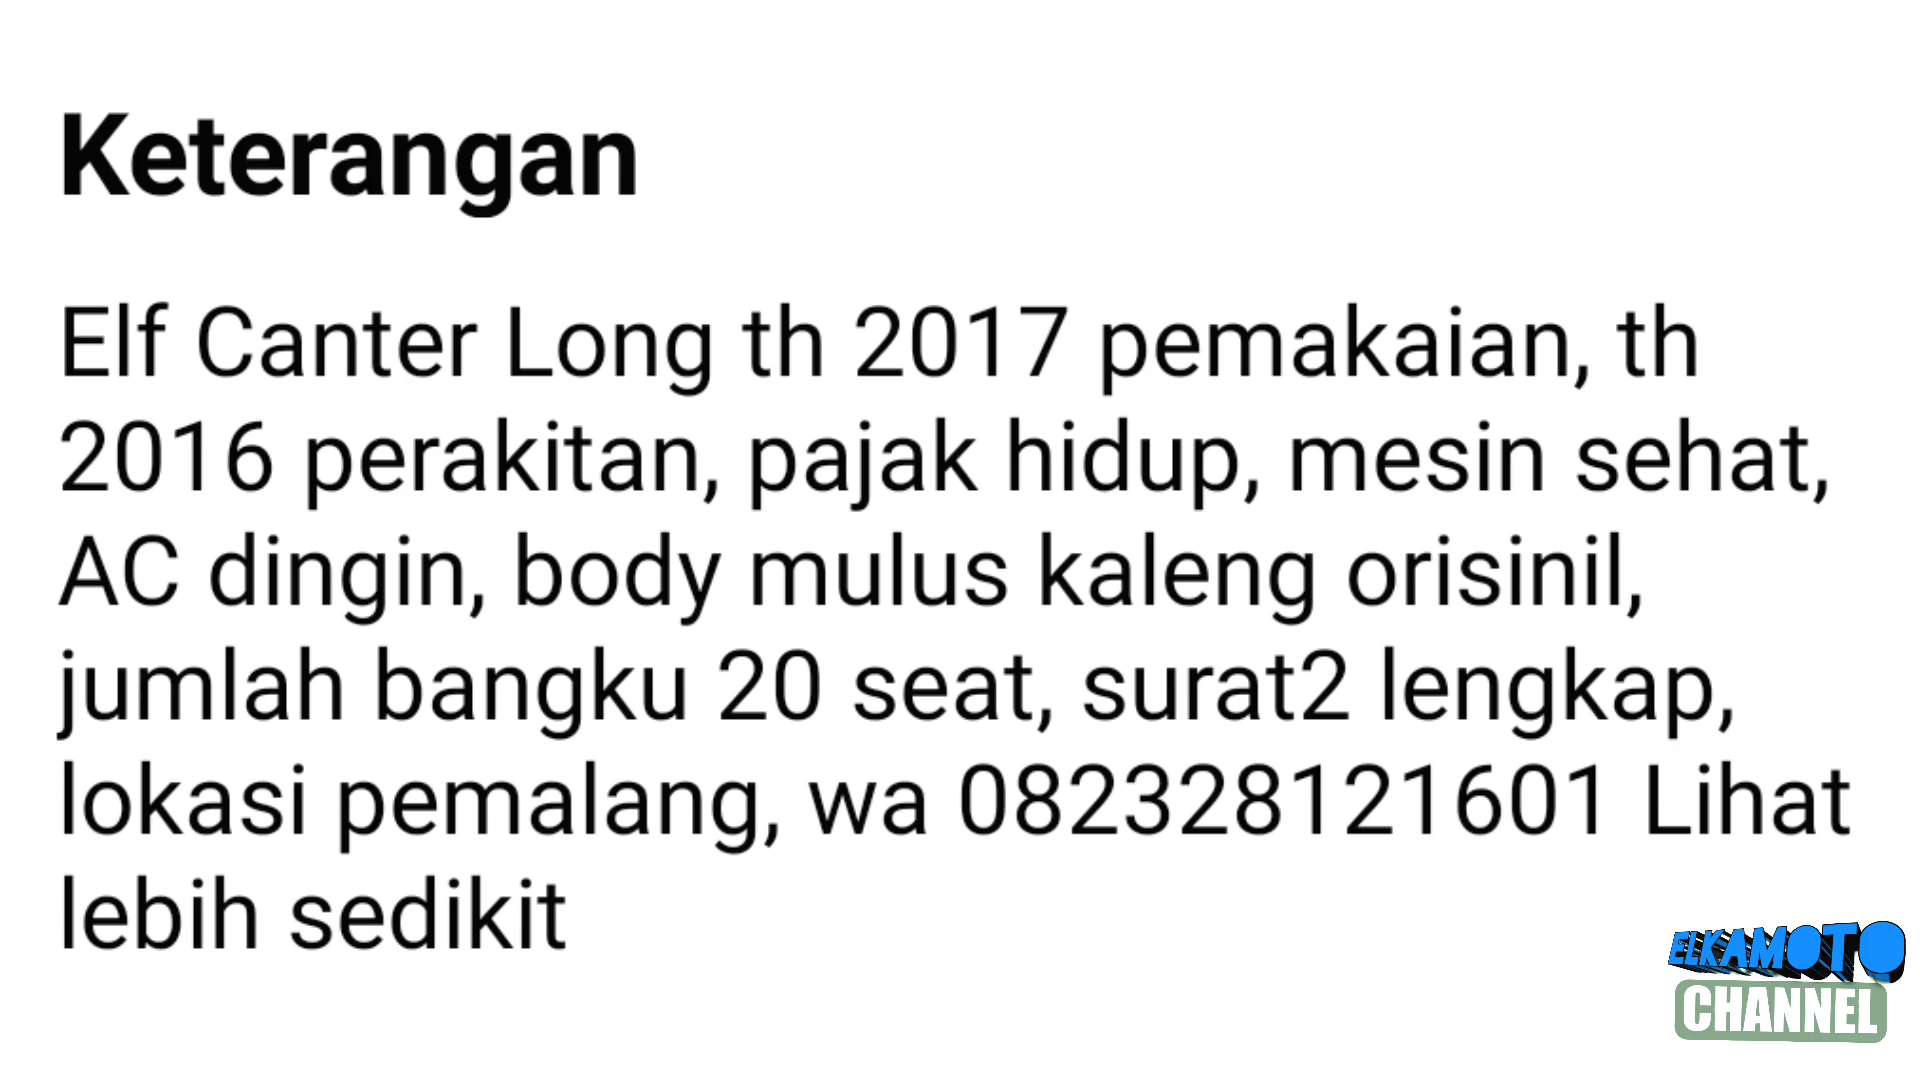 Keterangan
Elf Canter Long th 2017 pemakaian, th
2016 perakitan, pajak hidup, mesin sehat,
AC dingin, body mulus kaleng orisinil,
jumlah bangku 20 seat, surat2 lengkap,
lokasi pemalang, wa 082328121601 Lihat
lebih sedikit
ELKAMOTO
CHANNEL